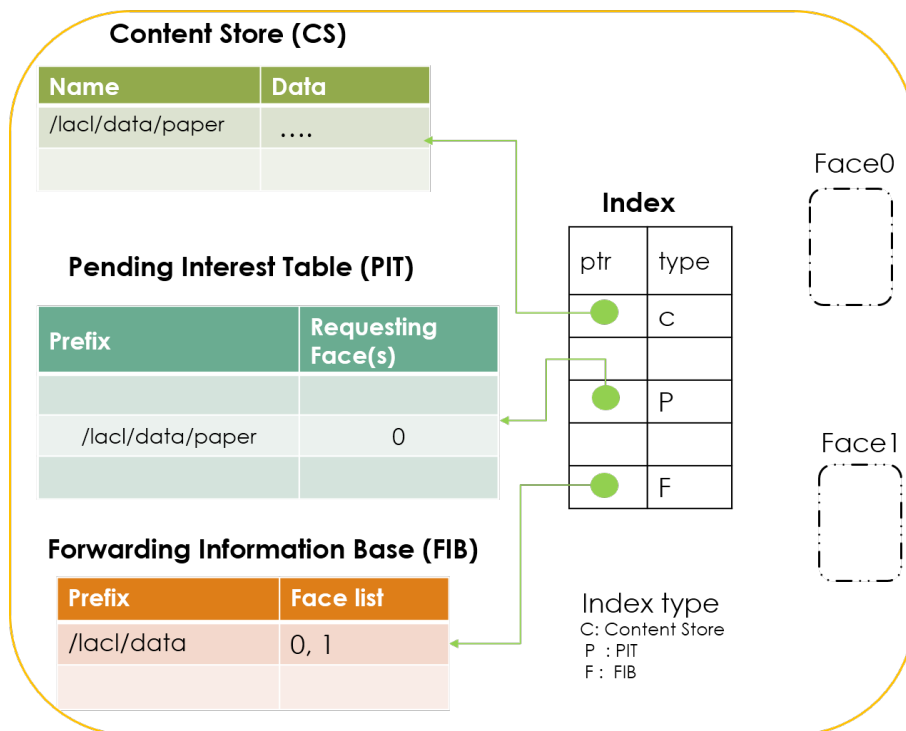 Content Store (CS)
Name Data
/lacl/data/paper ....
Face0
Index
ptr type
c
Pending Interest Table (PIT)
Prefix Requesting Face(s)
P
/lacl/data/paper 0
Face1
F
Forwarding Information Base (FIB)
Prefix Face list
/lacl/data 0, 1
Index type
C: Content Store
P : PIT
F : FIB